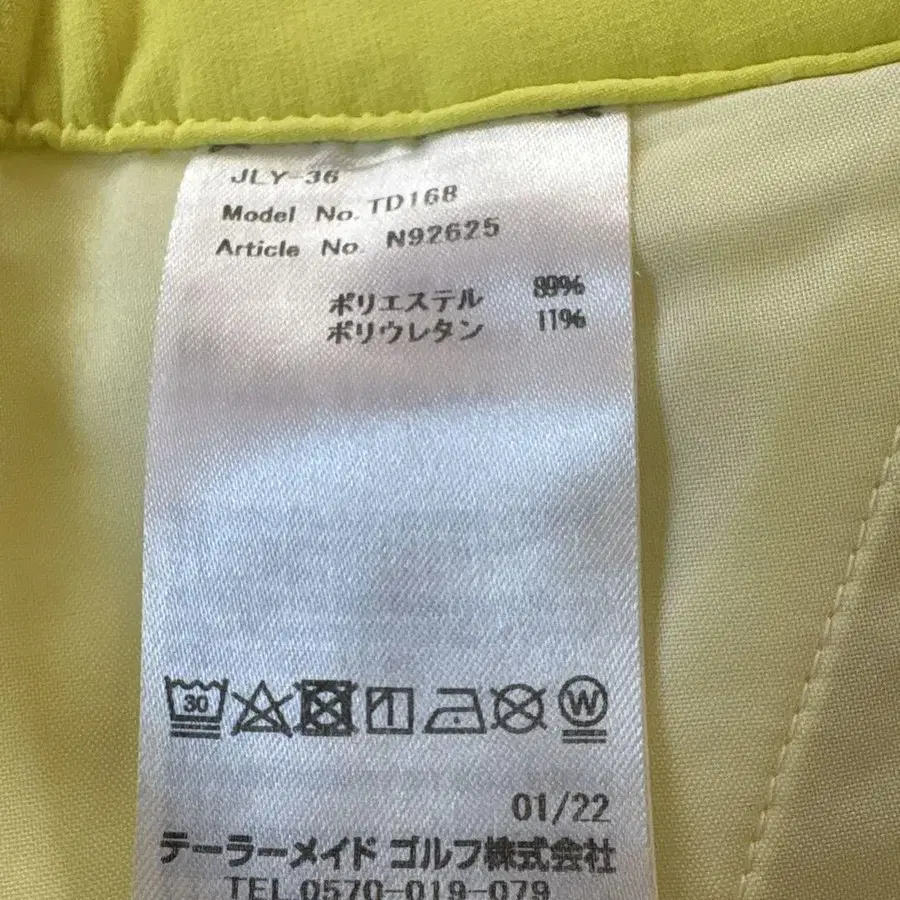 JLY-36
Model No. TD168
Article No. N92625
ポリエステル 89%
ポリウレタン 11%
30 W
01/22
テーラーメイド ゴルフ株式会社
TEL.0570-019-079